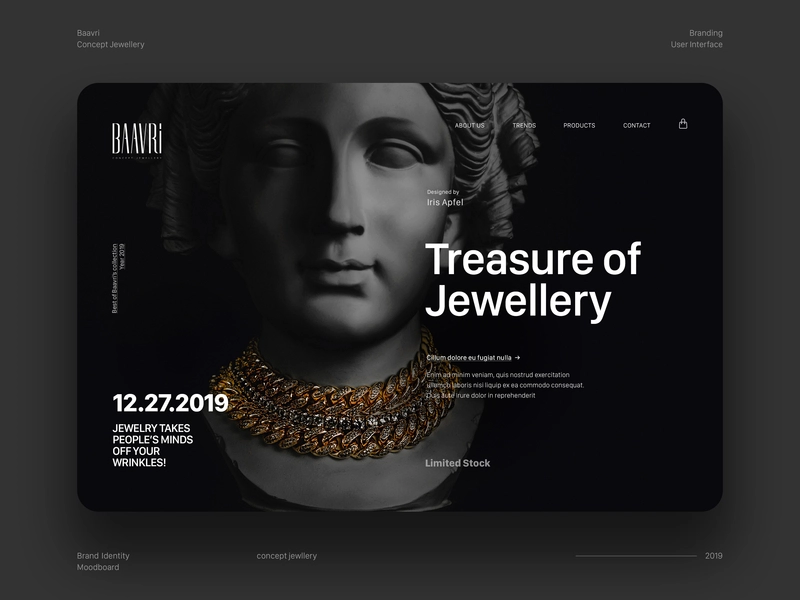 Baavri
Concept Jewellery
Branding
User Interface
BAAVRi
CONCEPT JEWELLERY
ABOUT US
TRENDS
PRODUCTS
CONTACT
Designed by
Iris Apfel
Best of Baavri's collection
Year 2019
Treasure of
Jewellery
Cillum dolore eu fugiat nulla →
Enim ad minim veniam, quis nostrud exercitation
ullamco laboris nisi liquip ex ea commodo consequat.
Duis aute irure dolor in reprehenderit
12.27.2019
JEWELRY TAKES
PEOPLE'S MINDS
OFF YOUR
WRINKLES!
Limited Stock
Brand Identity
Moodboard
concept jewllery
2019